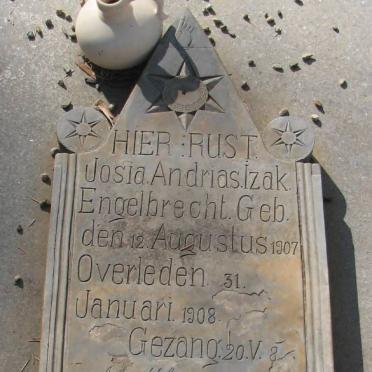 HIER : RUST.
Josia. Andrias. Izak.
Engelbrecht. Geb.
den 12 Augustus 1907
Overleden 31.
Januari. 1908.
Gezang. 20. V. 8.